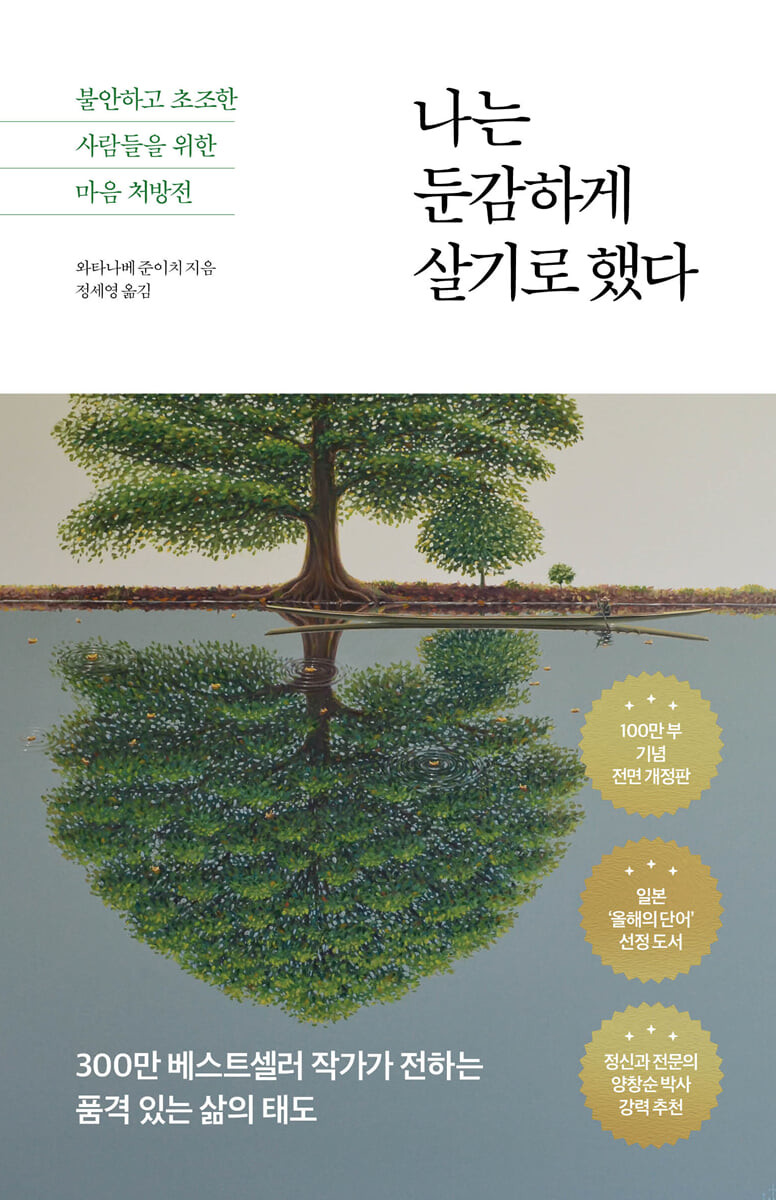 불안하고 초조한
사람들을 위한
마음 처방전
와타나베 준이치 지음
정세영 옮김
나는
둔감하게
살기로 했다
100만 부
기념
전면 개정판
일본
‘올해의 단어’
선정 도서
정신과 전문의
양창순 박사
강력 추천
300만 베스트셀러 작가가 전하는
품격 있는 삶의 태도